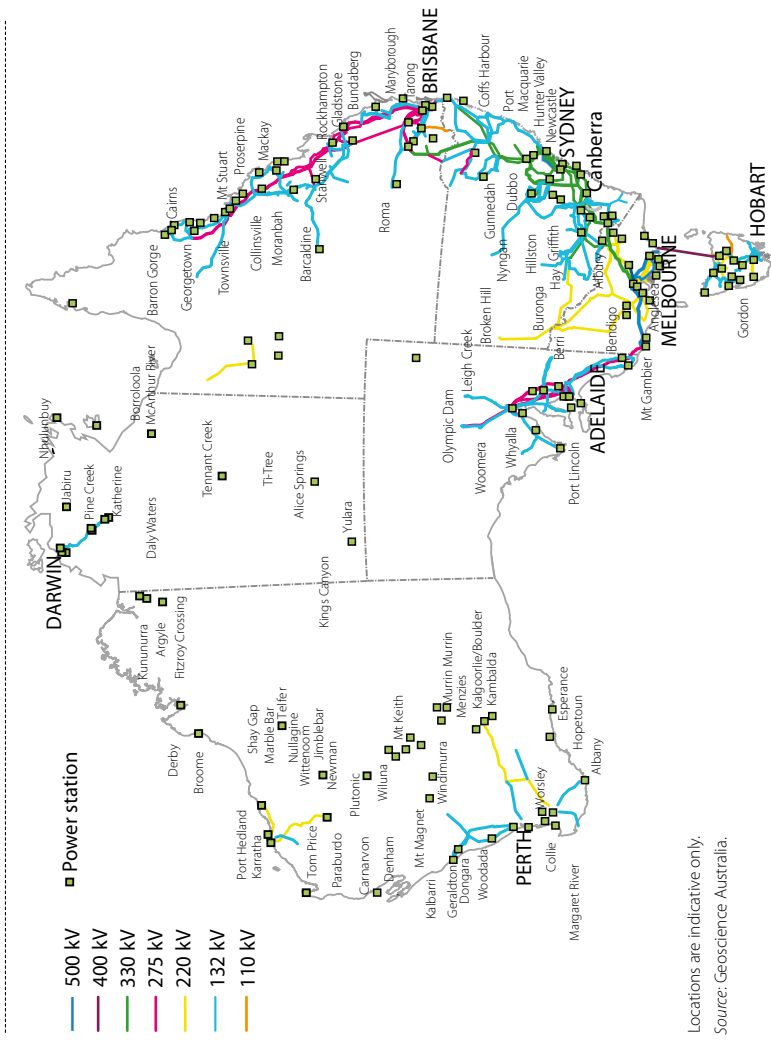 500 kV
400 kV
330 kV
275 kV
220 kV
132 kV
110 kV
Power station
DARWIN
Jabiru
Nhulunbuy
Pine Creek
Katherine
Daly Waters
Borroloola
McArthur River
Tennant Creek
Ti-Tree
Alice Springs
Yulara
Kings Canyon
Kununurra
Argyle
Fitzroy Crossing
Derby
Broome
Shay Gap
Marble Bar
Telfer
Nullagine
Wittenoom
Jimblebar
Newman
Port Hedland
Karratha
Tom Price
Paraburdo
Carnarvon
Denham
Plutonic
Wiluna
Mt Keith
Windimurra
Mt Magnet
Murrin Murrin
Menzies
Kalgoorlie/Boulder
Kambalda
Kalbarri
Geraldton
Dongara
Woodada
PERTH
Worsley
Collie
Margaret River
Albany
Hopetoun
Esperance
Barron Gorge
Cairns
Georgetown
Townsville
Mt Stuart
Proserpine
Collinsville
Mackay
Moranbah
Barcaldine
Stanwell
Rockhampton
Gladstone
Bundaberg
Maryborough
Tarong
BRISBANE
Roma
Coffs Harbour
Port
Macquarie
Hunter Valley
Newcastle
SYDNEY
Canberra
Gunnedah
Dubbo
Nyngan
Hillston
Griffith
Hay
Albury
Broken Hill
Buronga
Bendigo
Anglesea
MELBOURNE
Berri
Leigh Creek
Olympic Dam
Woomera
Whyalla
Port Lincoln
ADELAIDE
Mt Gambier
Gordon
HOBART
Locations are indicative only.
Source: Geoscience Australia.